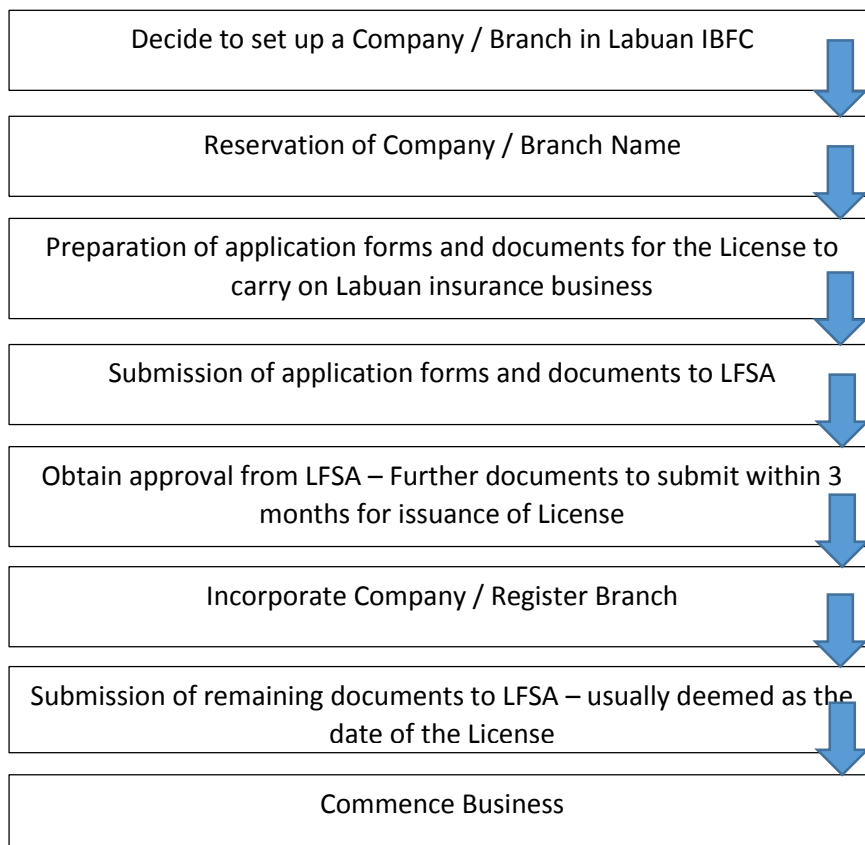 Decide to set up a Company / Branch in Labuan IBFC
Reservation of Company / Branch Name
Preparation of application forms and documents for the License to
carry on Labuan insurance business
Submission of application forms and documents to LFSA
Obtain approval from LFSA – Further documents to submit within 3
months for issuance of License
Incorporate Company / Register Branch
Submission of remaining documents to LFSA – usually deemed as the
date of the License
Commence Business